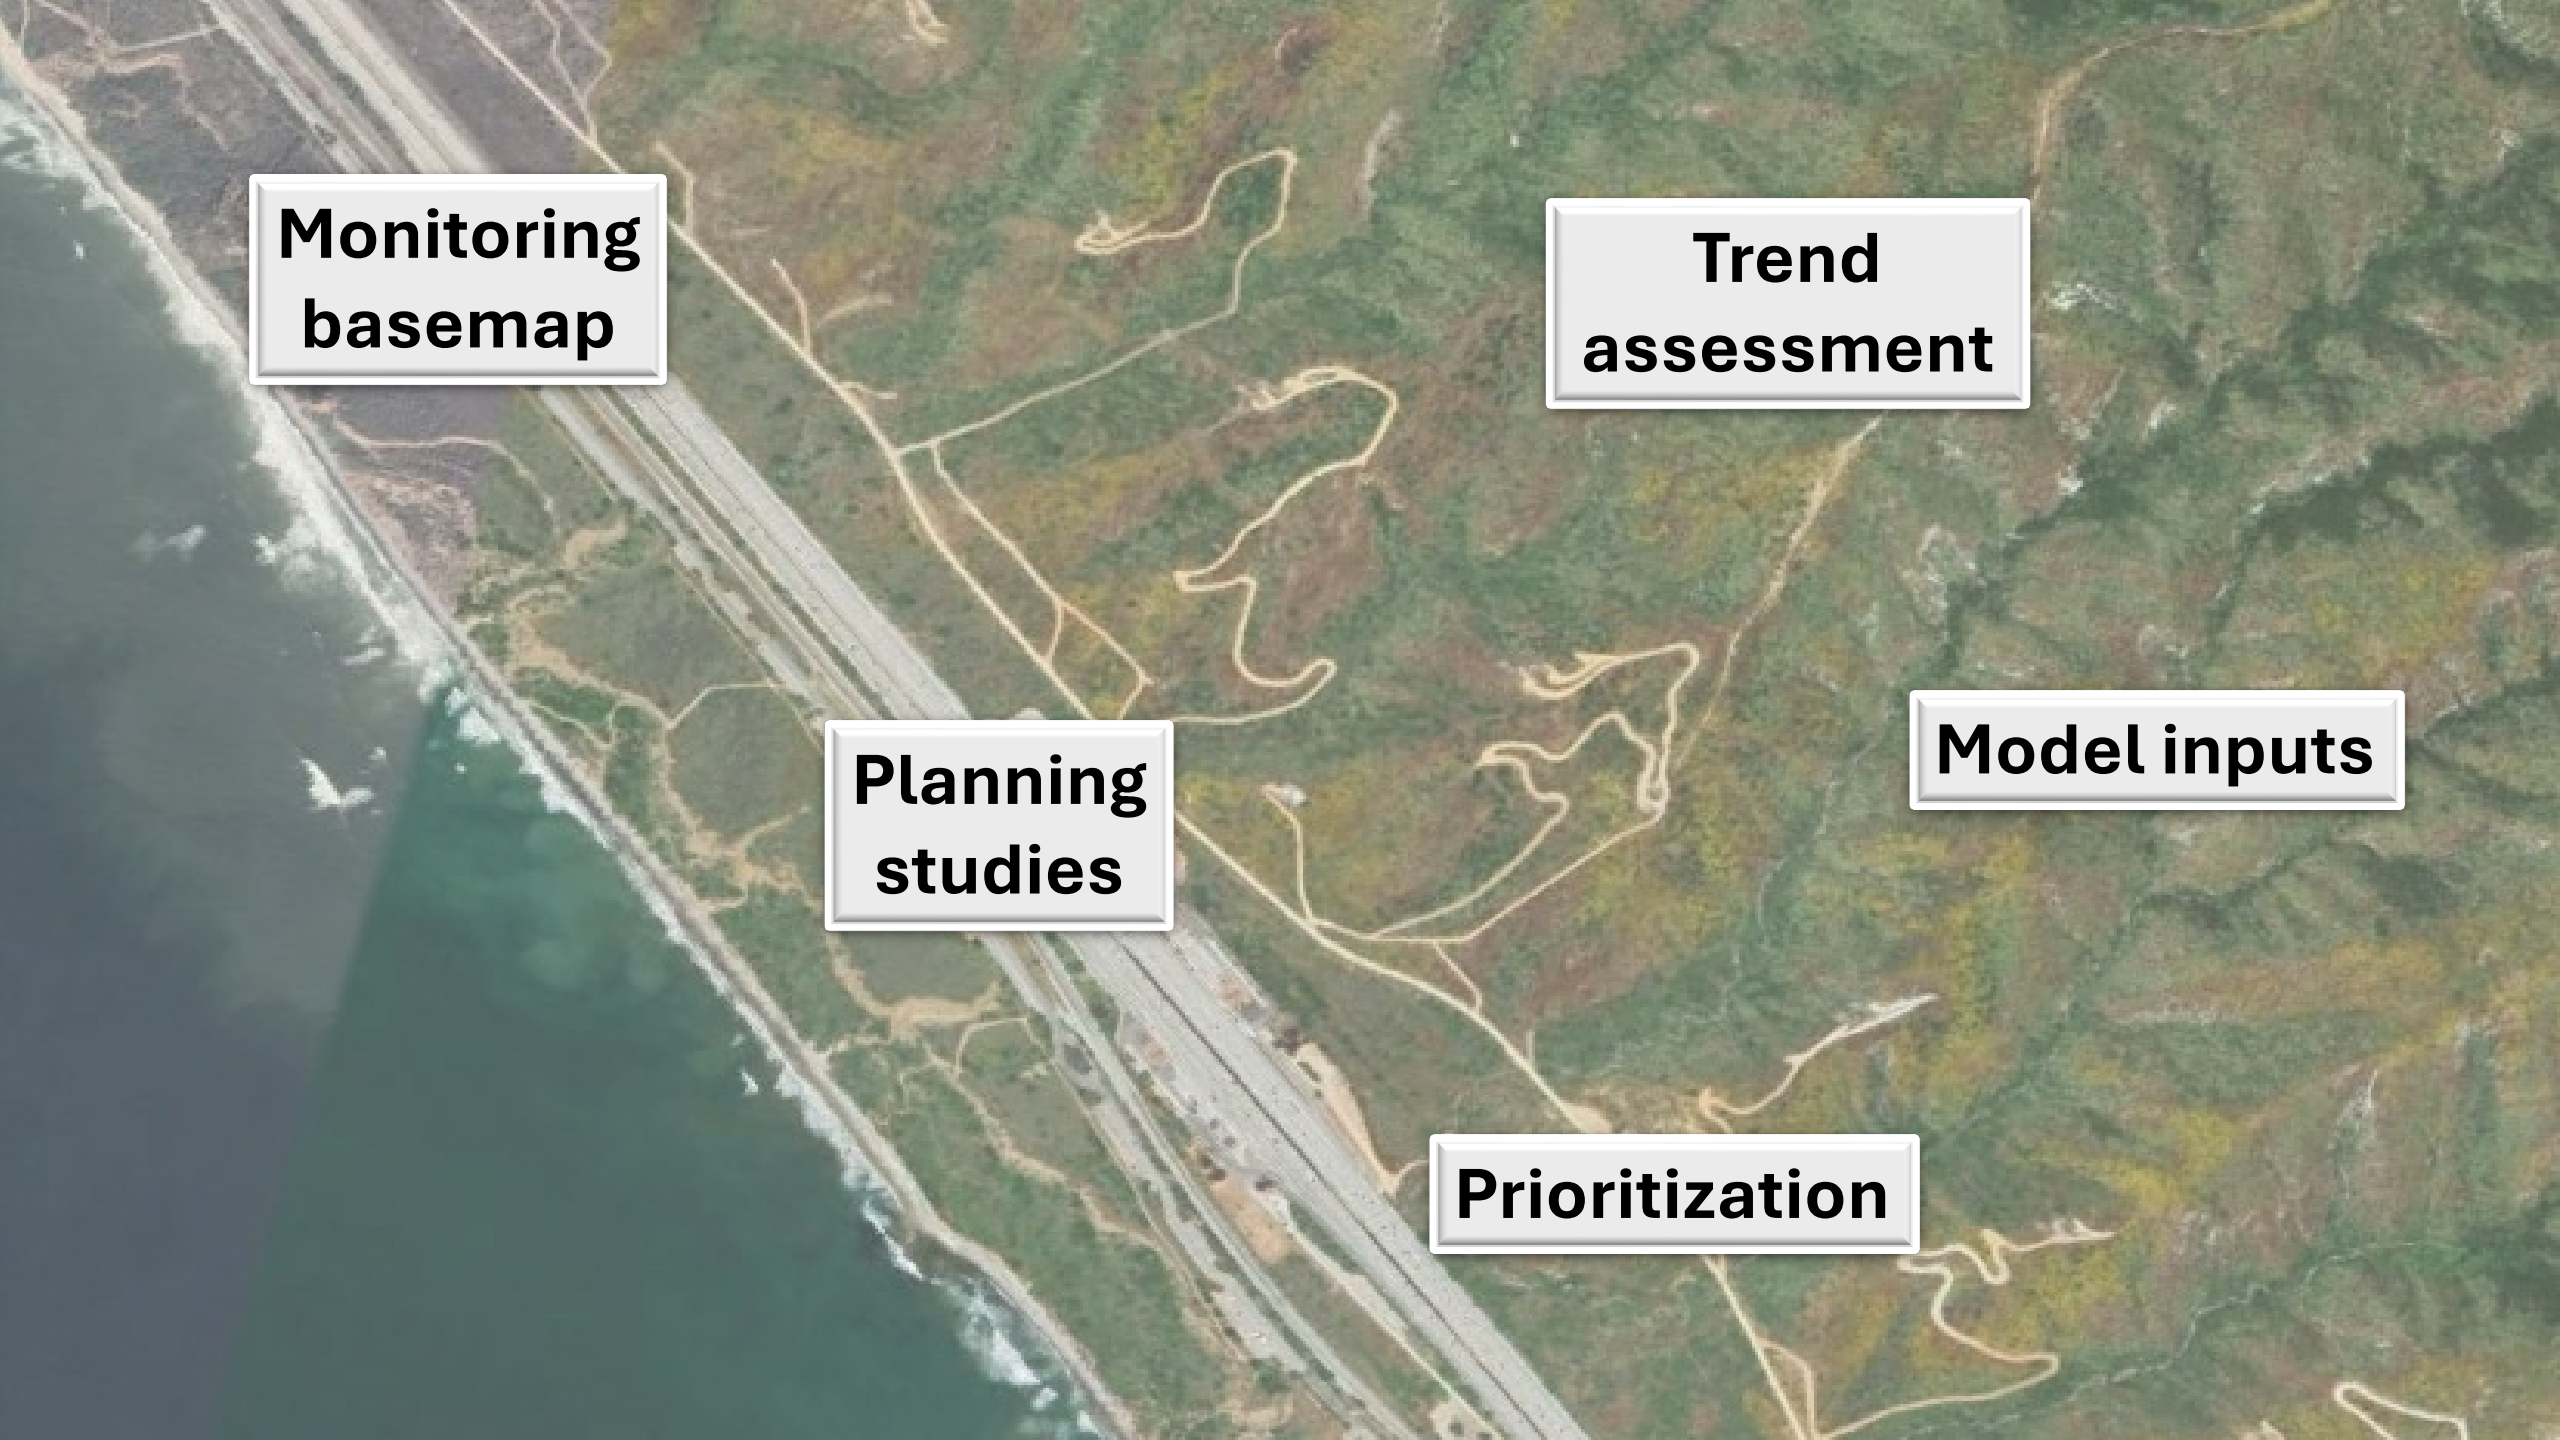 Monitoring
basemap
Trend
assessment
Planning
studies
Model inputs
Prioritization